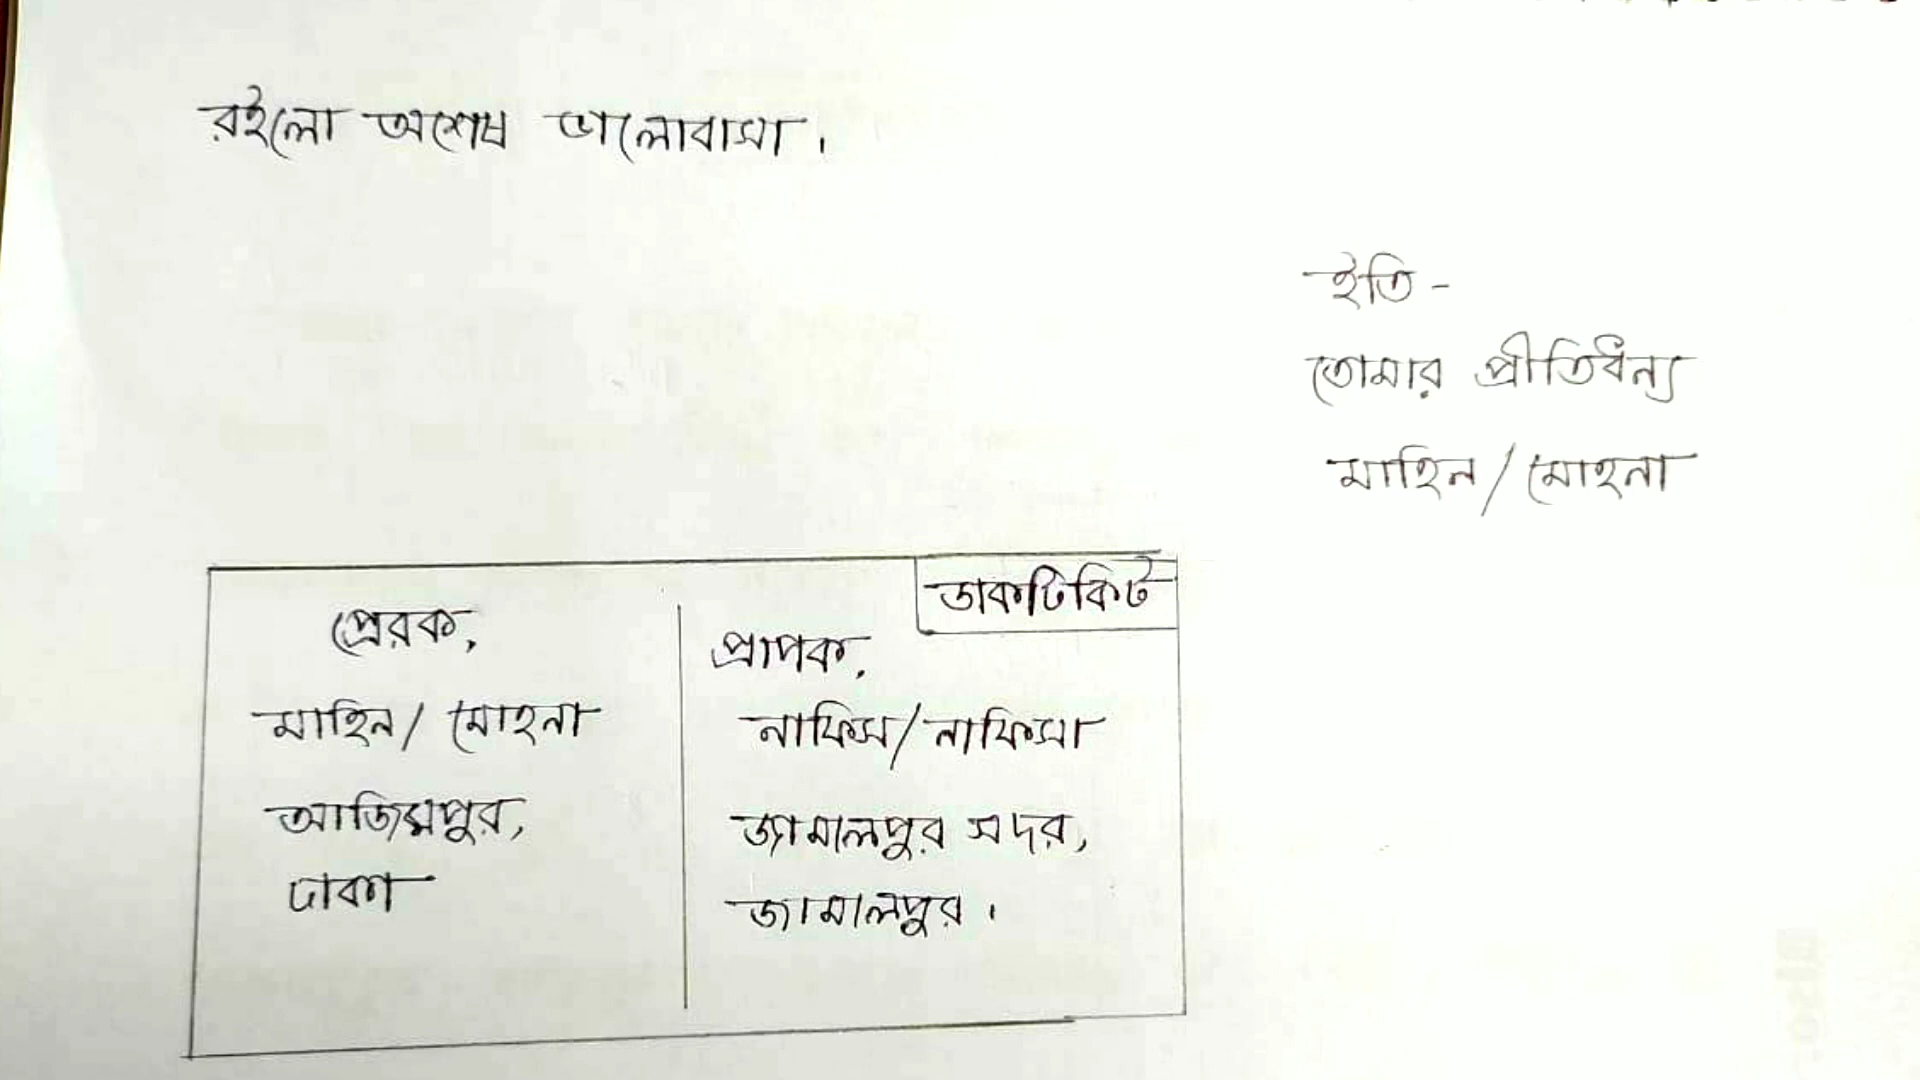 রইলো অশেষ ভালোবাসা।
ইতি -
তোমার প্রীতিধন্য
মাহিন/মোহনা
ডাকটিকিট
প্রেরক,
মাহিন/ মোহনা
আজিমপুর,
ঢাকা
প্রাপক,
নাফিস/নাফিসা
জামালপুর সদর,
জামালপুর।